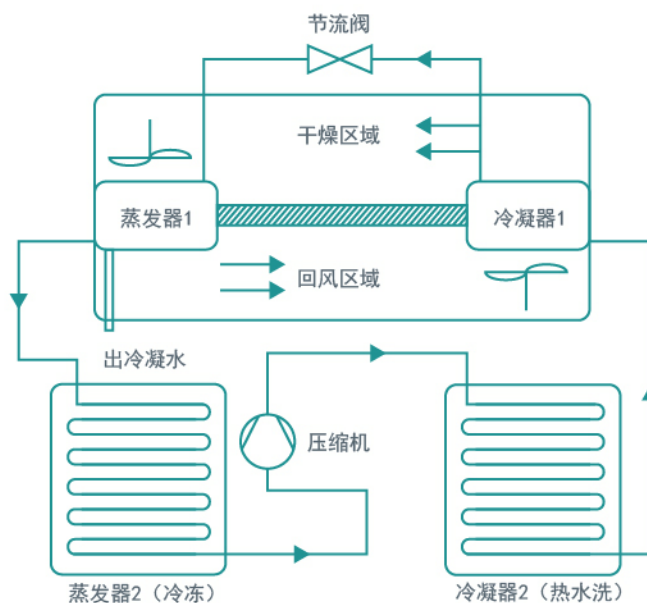 节流阀
干燥区域
蒸发器1
冷凝器1
回风区域
出冷凝水
压缩机
蒸发器2（冷冻）
冷凝器2（热水洗）